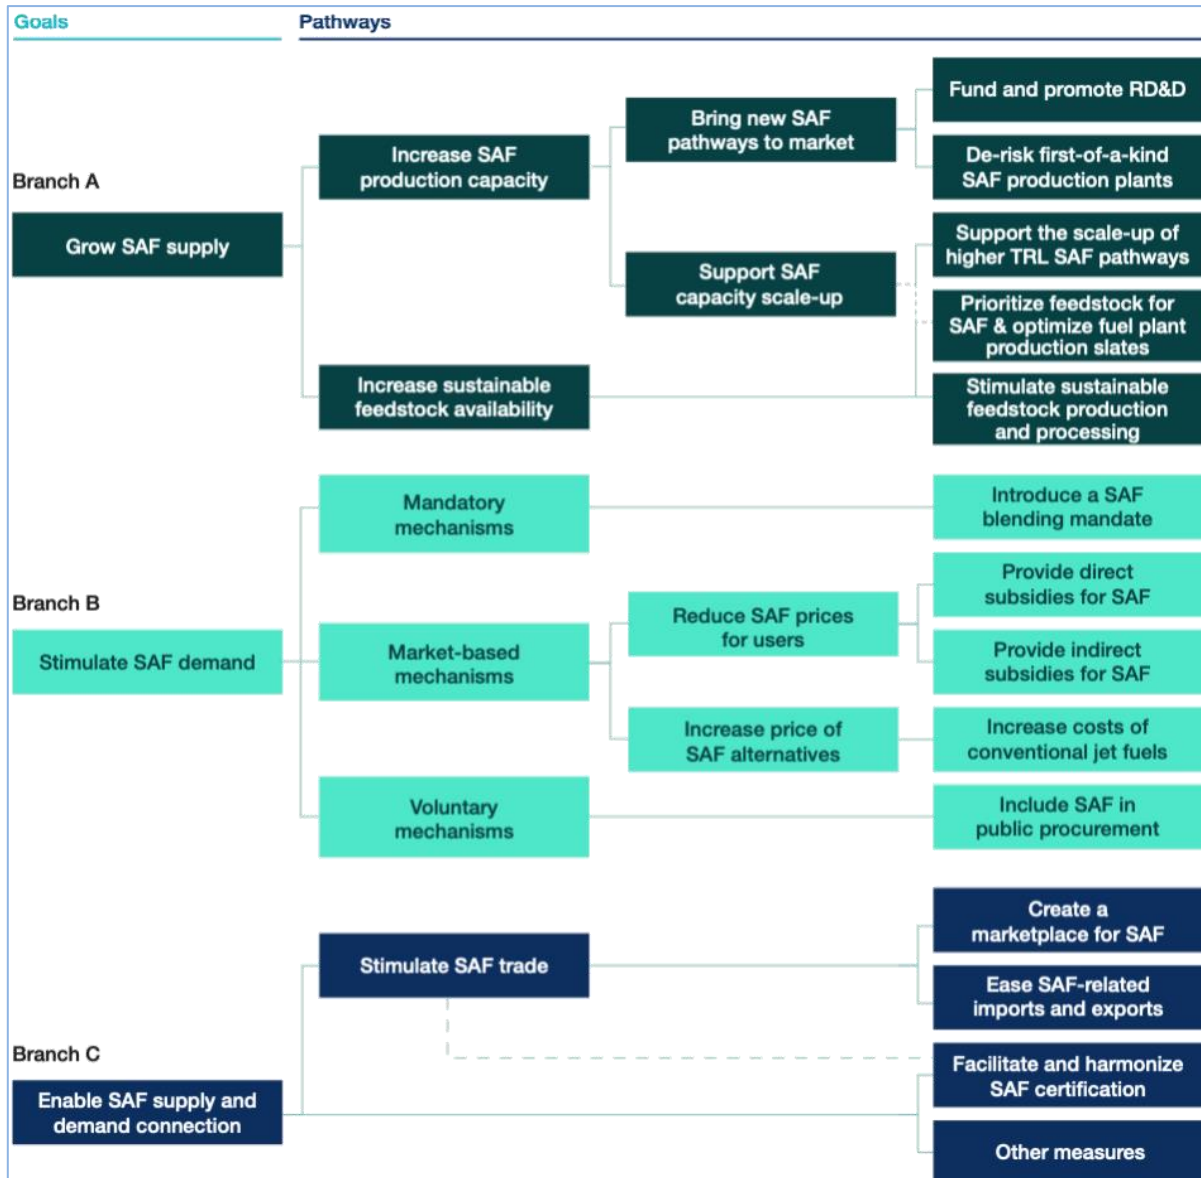 Goals
Pathways
Branch A
Grow SAF supply
Increase SAF
production capacity
Bring new SAF
pathways to market
Fund and promote RD&D
De-risk first-of-a-kind
SAF production plants
Support SAF
capacity scale-up
Support the scale-up of
higher TRL SAF pathways
Prioritize feedstock for
SAF & optimize fuel plant
production slates
Increase sustainable
feedstock availability
Stimulate sustainable
feedstock production
and processing
Branch B
Stimulate SAF demand
Mandatory
mechanisms
Introduce a SAF
blending mandate
Market-based
mechanisms
Reduce SAF prices
for users
Provide direct
subsidies for SAF
Provide indirect
subsidies for SAF
Increase price of
SAF alternatives
Increase costs of
conventional jet fuels
Voluntary
mechanisms
Include SAF in
public procurement
Branch C
Enable SAF supply and
demand connection
Stimulate SAF trade
Create a
marketplace for SAF
Ease SAF-related
imports and exports
Facilitate and harmonize
SAF certification
Other measures